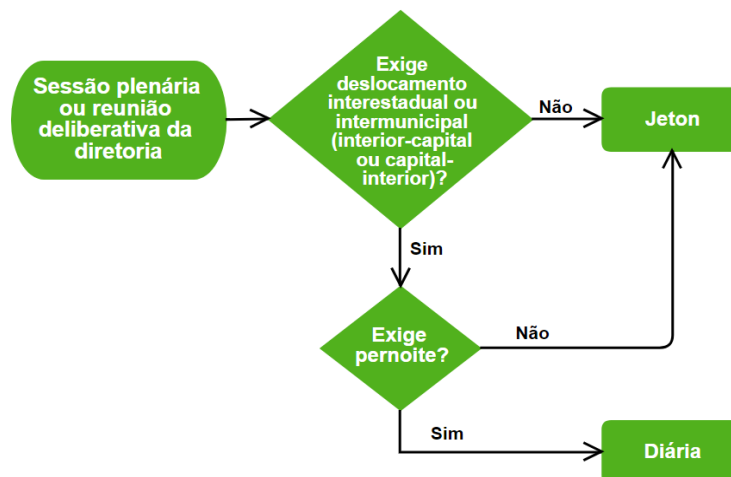 Sessão plenária
ou reunião
deliberativa da
diretoria
Exige
deslocamento
interestadual ou
intermunicipal
(interior-capital
ou capital-
interior)?
Não
Jeton
Sim
Exige
pernoite?
Não
Sim
Diária